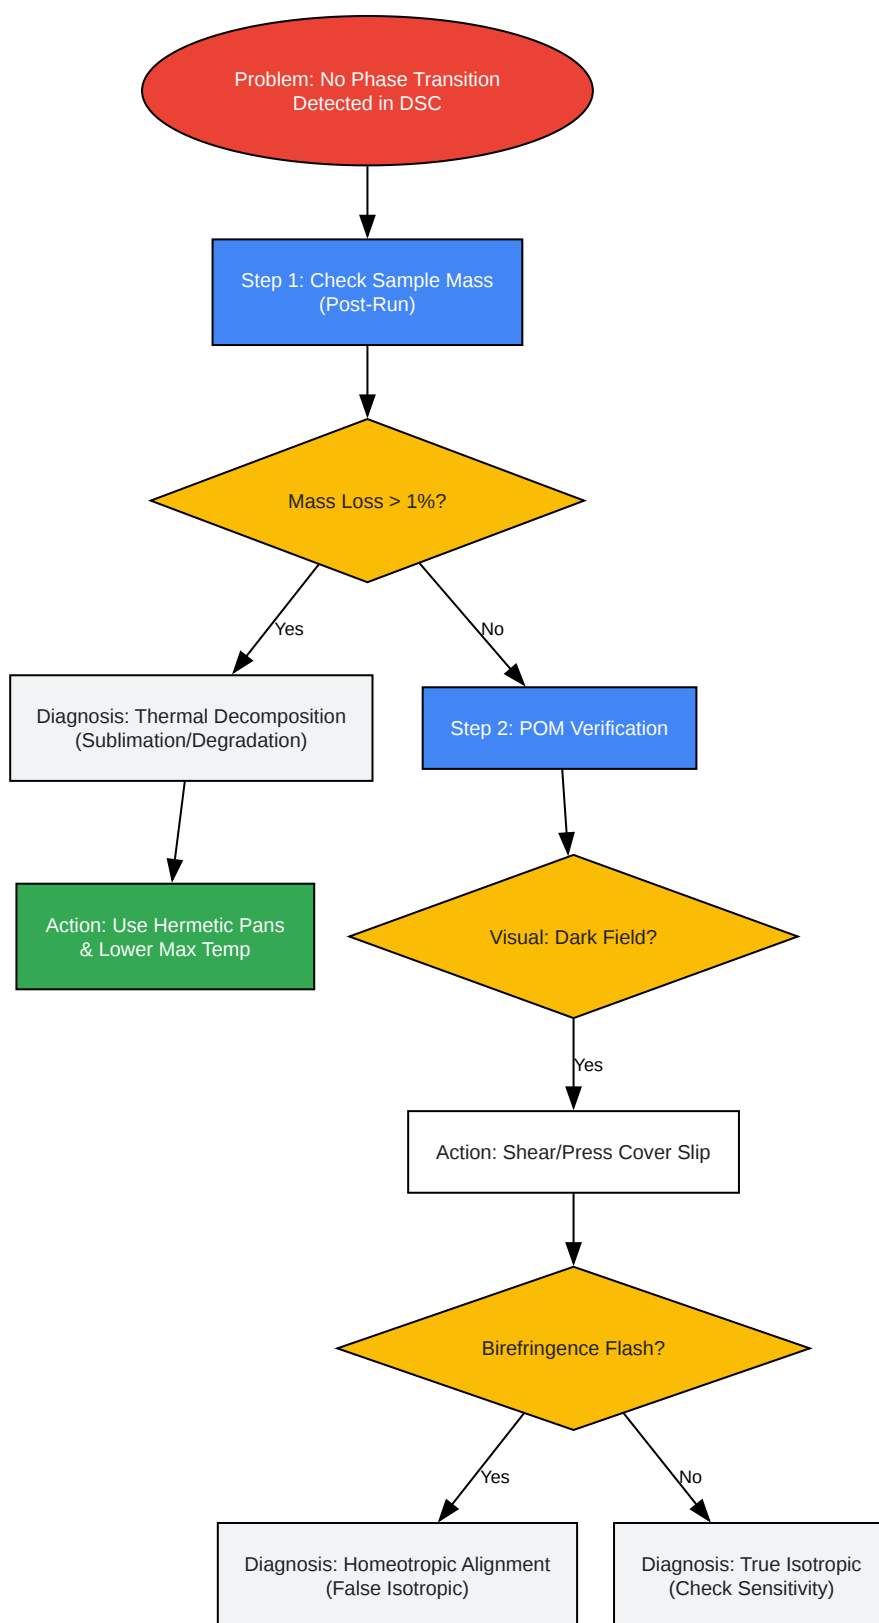 Problem: No Phase Transition
Detected in DSC
Step 1: Check Sample Mass
(Post-Run)
Mass Loss > 1%?
Yes
No
Diagnosis: Thermal Decomposition
(Sublimation/Degradation)
Step 2: POM Verification
Action: Use Hermetic Pans
& Lower Max Temp
Visual: Dark Field?
Yes
Action: Shear/Press Cover Slip
Birefringence Flash?
Yes
No
Diagnosis: Homeotropic Alignment
(False Isotropic)
Diagnosis: True Isotropic
(Check Sensitivity)